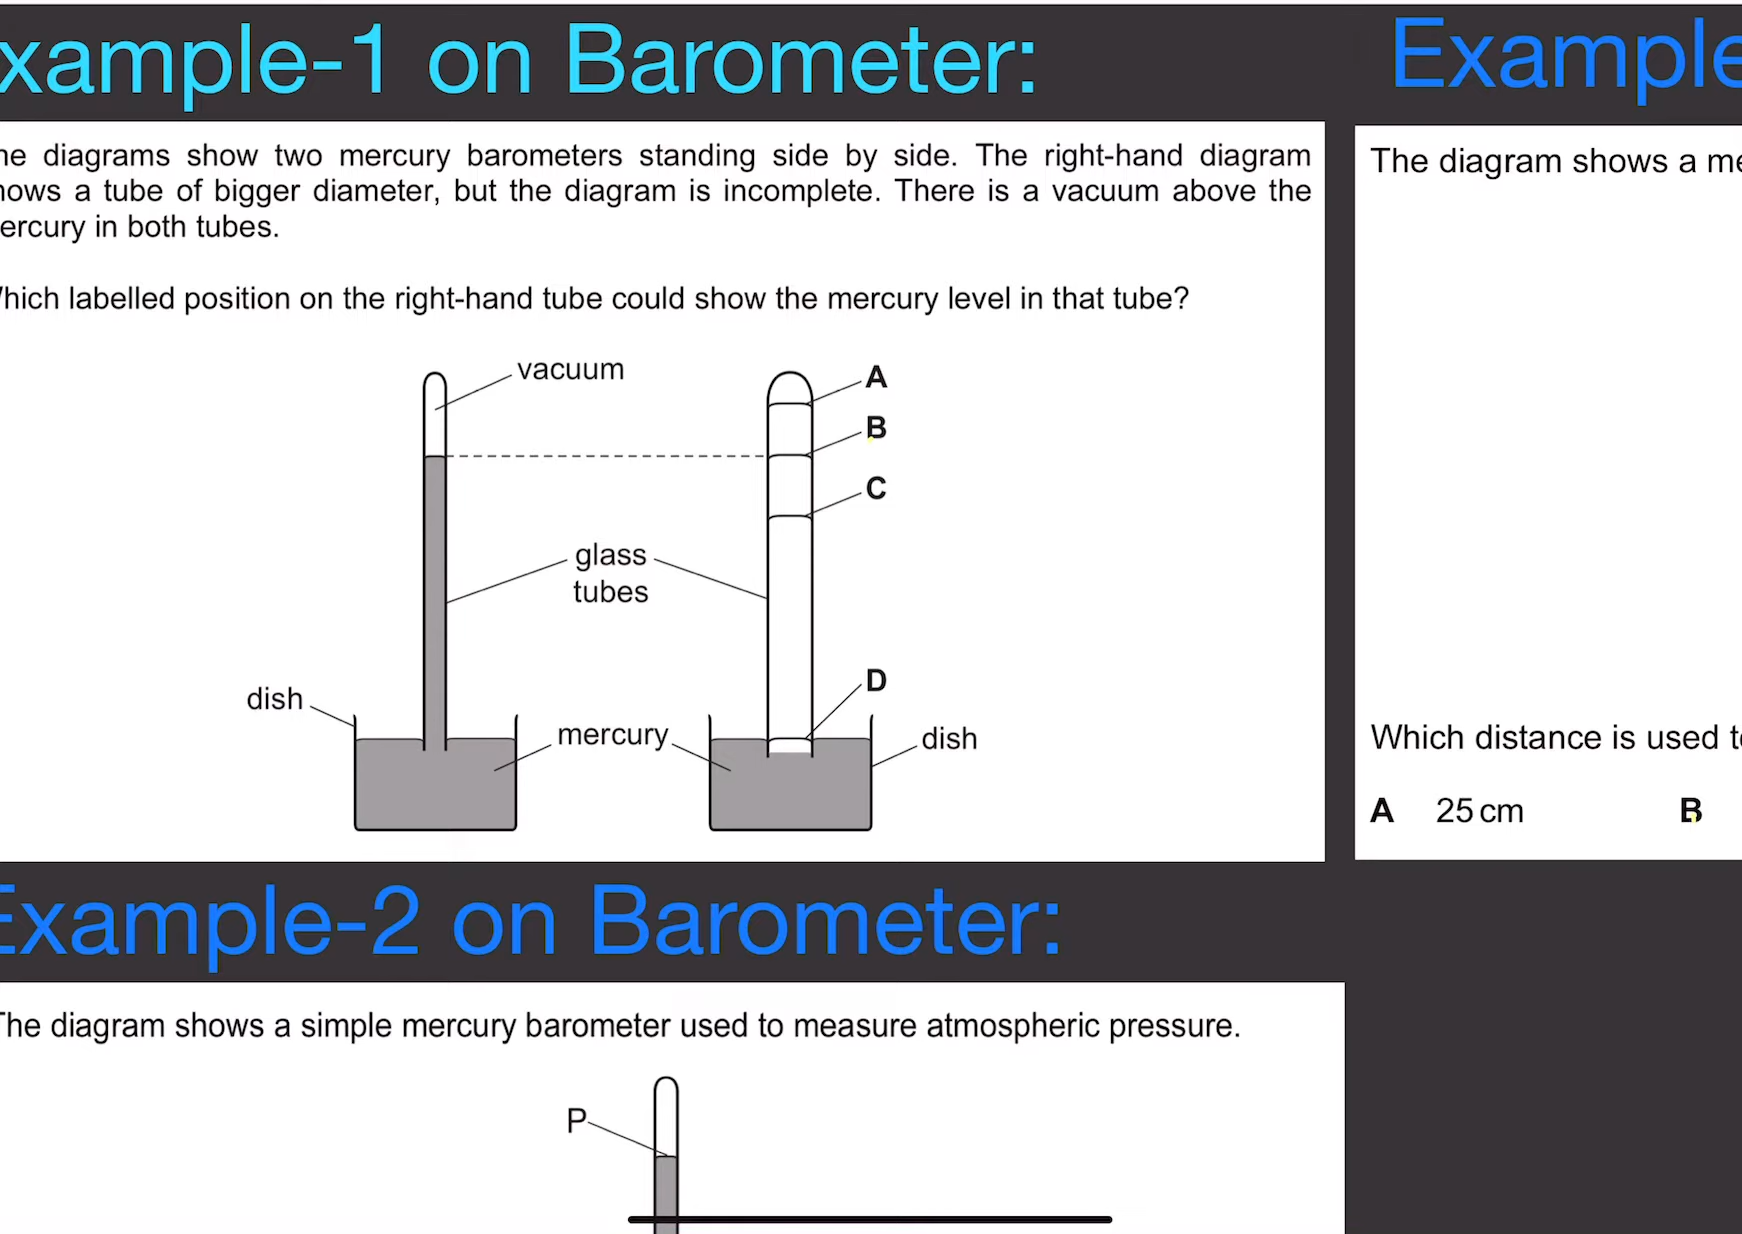 xample-1 on Barometer:
he diagrams show two mercury barometers standing side by side. The right-hand diagram
hows a tube of bigger diameter, but the diagram is incomplete. There is a vacuum above the
ercury in both tubes.
hich labelled position on the right-hand tube could show the mercury level in that tube?
vacuum
A
B
C
glass
tubes
D
dish
mercury
dish
Example
The diagram shows a me
Which distance is used to
A 25 cm B
Example-2 on Barometer:
The diagram shows a simple mercury barometer used to measure atmospheric pressure.
P